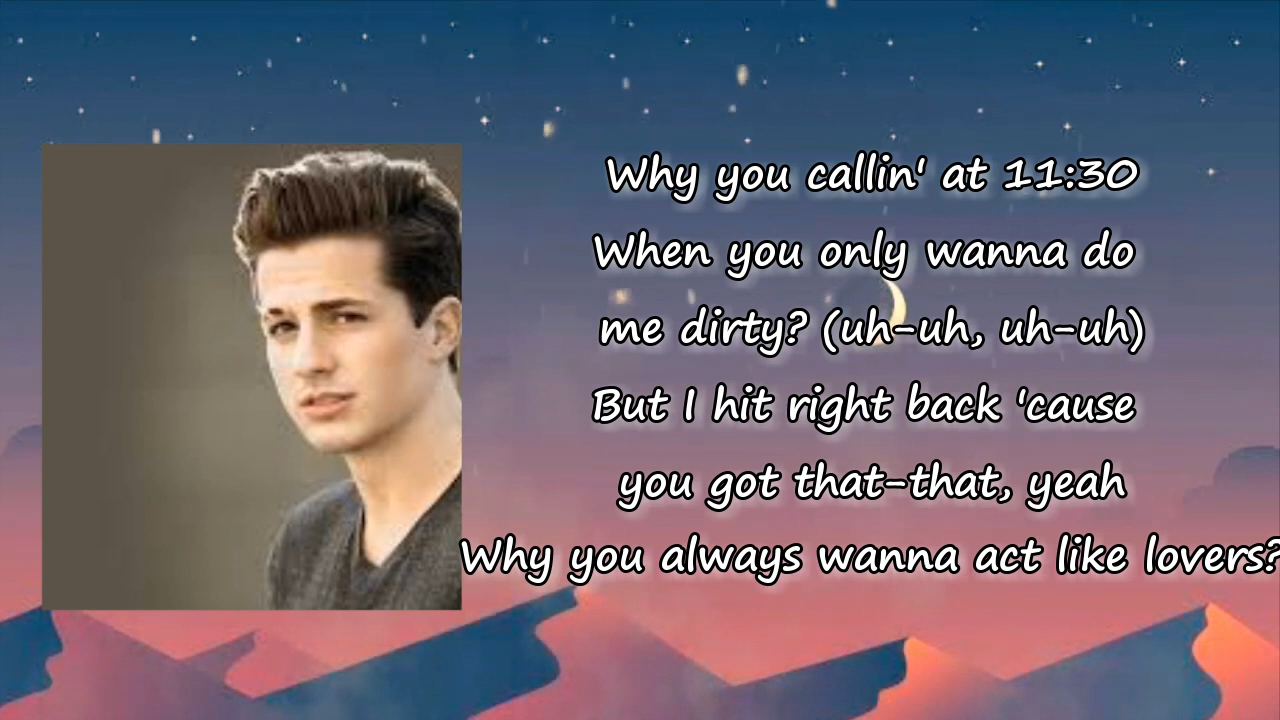 Why you callin' at 11:30
When you only wanna do
me dirty? (uh-uh, uh-uh)
But I hit right back 'cause
you got that-that, yeah
Why you always wanna act like lovers?